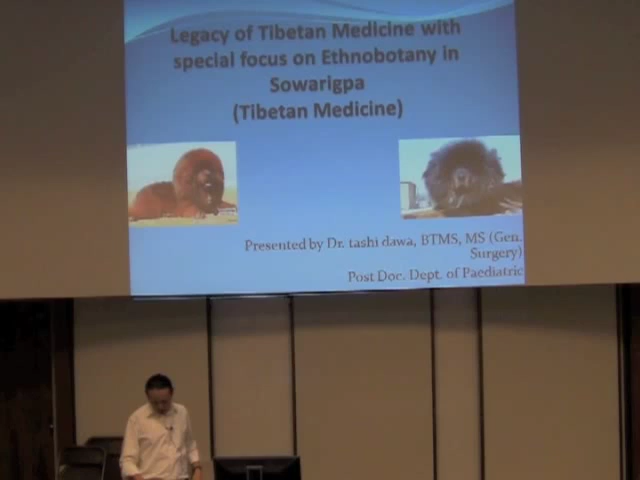 Legacy of Tibetan Medicine with
special focus on Ethnobotany in
Sowarigpa
(Tibetan Medicine)
Presented by Dr. tashi dawa, BTMS, MS (Gen.
Surgery)
Post Doc. Dept. of Paediatric